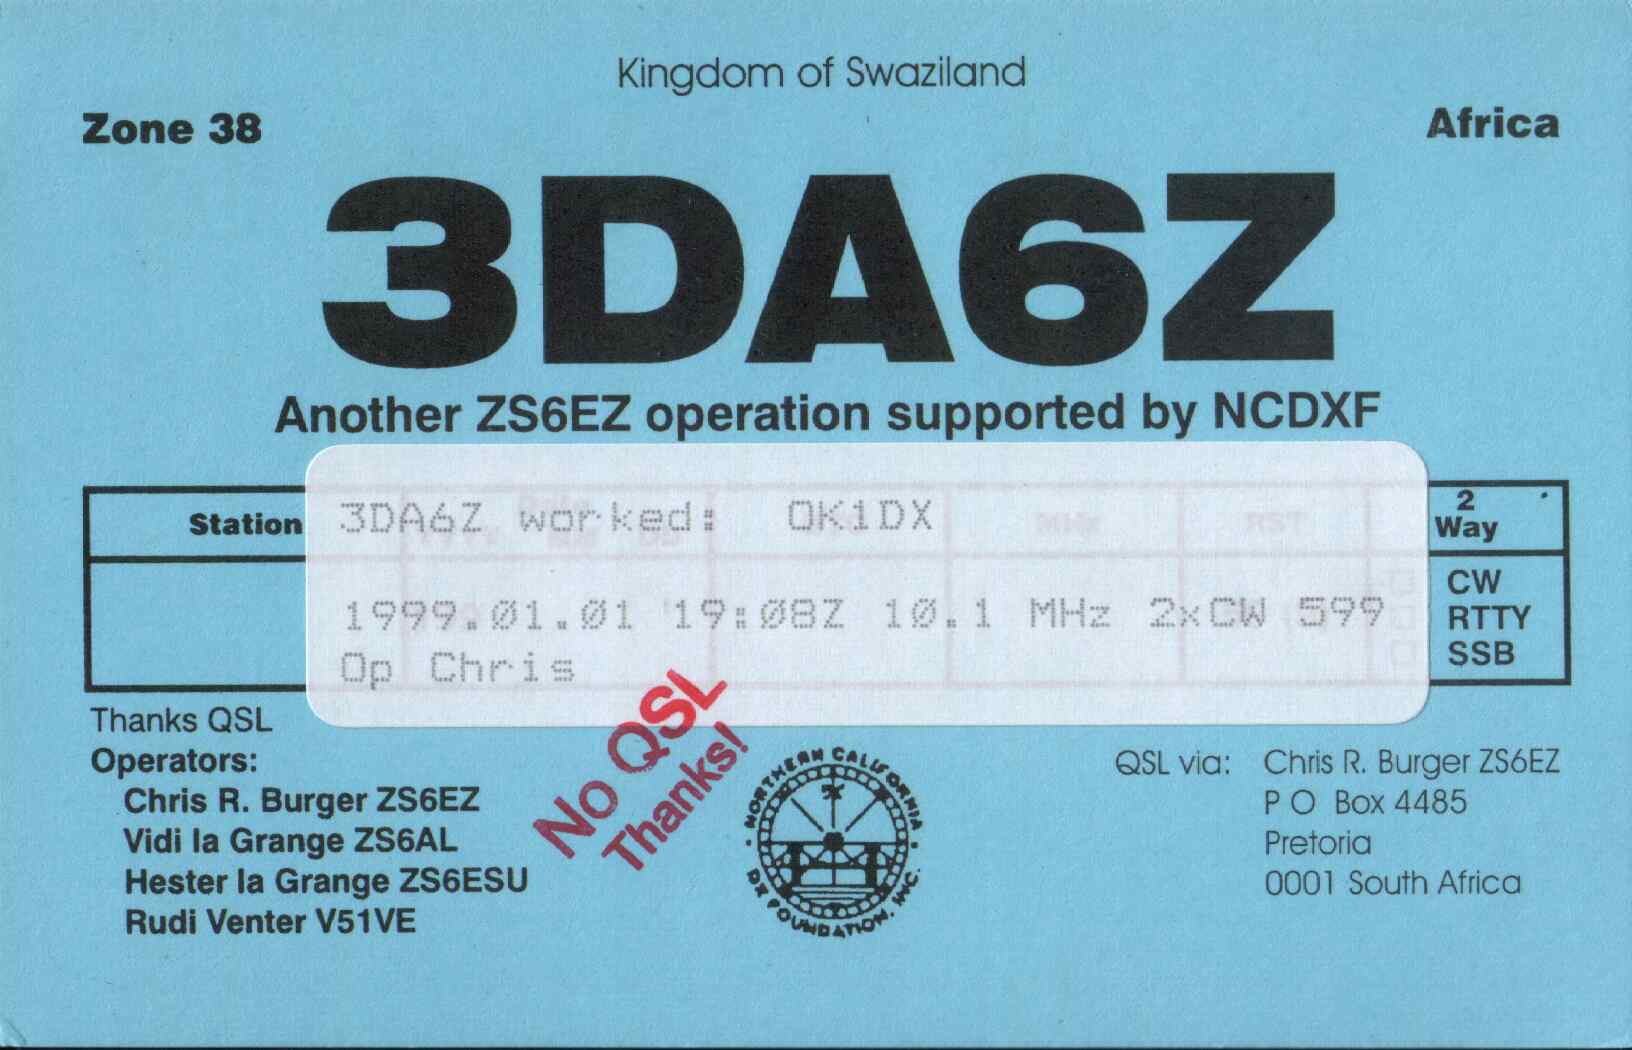 Kingdom of Swaziland
Zone 38
Africa
3DA6Z
Another ZS6EZ operation supported by NCDXF
Station
3DA6Z worked: OK1DX
MHz
RST
2
Way
1999.01.01 19:08Z 10.1 MHz 2xCW 599
Op Chris
CW
RTTY
SSB
Thanks QSL
Operators:
Chris R. Burger ZS6EZ
Vidi la Grange ZS6AL
Hester la Grange ZS6ESU
Rudi Venter V51VE
No QSL
Thanks!
NORTHERN CALIFORNIA
DX FOUNDATION, INC.
QSL via: Chris R. Burger ZS6EZ
P O Box 4485
Pretoria
0001 South Africa